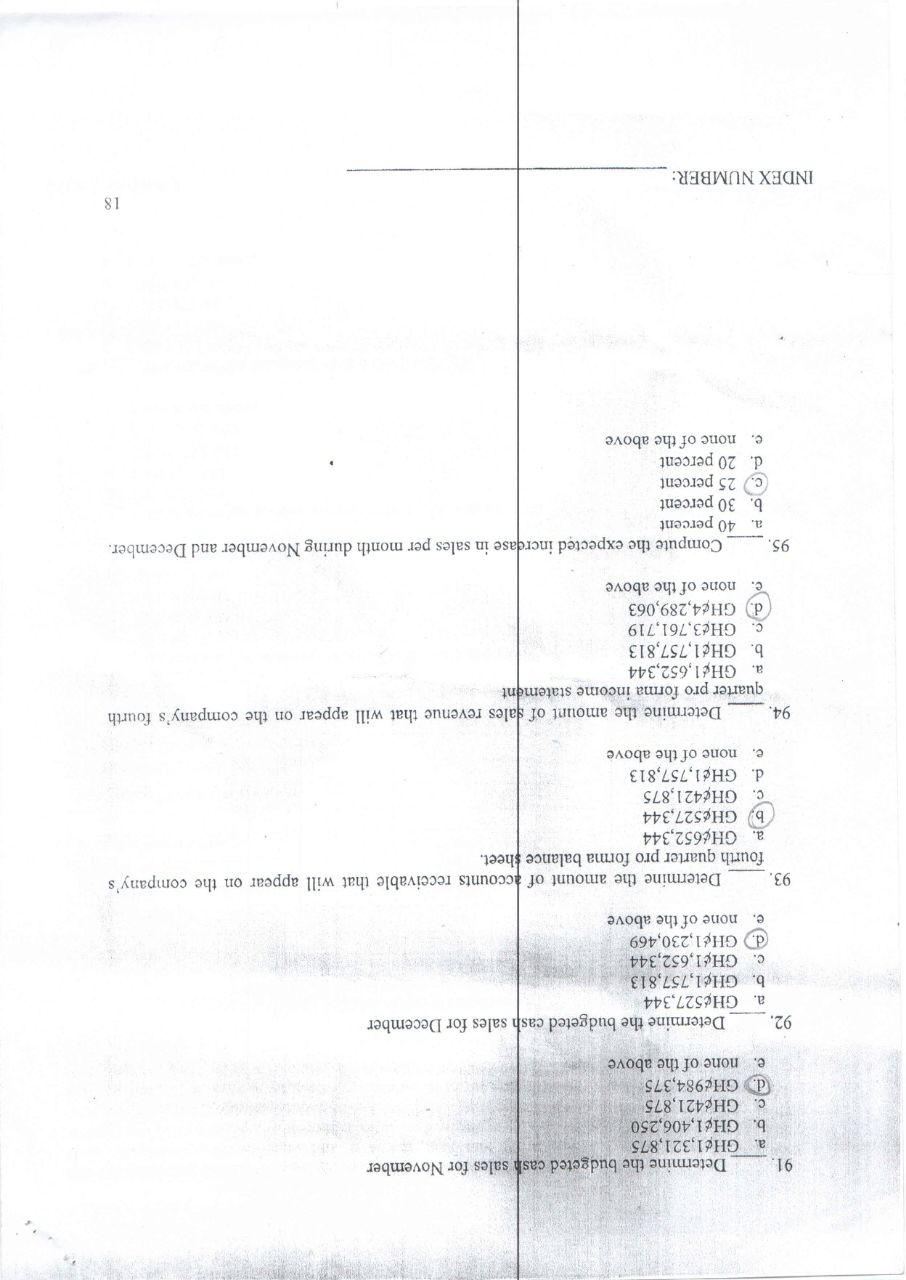 91. ____ Determine the budgeted cash sales for November
a. GH¢1,321,875
b. GH¢1,406,250
c. GH¢421,875
d. GH¢984,375
e. none of the above
92. ____ Determine the budgeted cash sales for December
a. GH¢527,344
b. GH¢1,757,813
c. GH¢1,652,344
d. GH¢1,230,469
e. none of the above
93. ____ Determine the amount of accounts receivable that will appear on the company's
fourth quarter pro forma balance sheet.
a. GH¢652,344
b. GH¢527,344
c. GH¢421,875
d. GH¢1,757,813
e. none of the above
94. ____ Determine the amount of sales revenue that will appear on the company's fourth
quarter pro forma income statement
a. GH¢1,652,344
b. GH¢1,757,813
c. GH¢3,761,719
d. GH¢4,289,063
e. none of the above
95. ____ Compute the expected increase in sales per month during November and December.
a. 40 percent
b. 30 percent
c. 25 percent
d. 20 percent
e. none of the above
18
INDEX NUMBER: ____